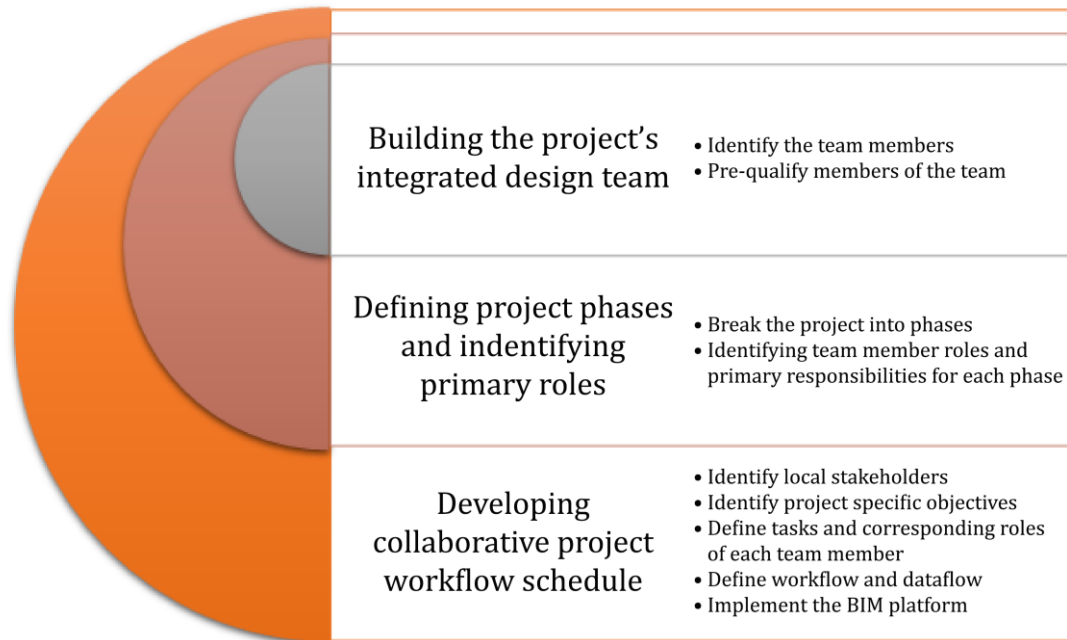 Building the project's
integrated design team
• Identify the team members
• Pre-qualify members of the team
Defining project phases
and indentifying
primary roles
• Break the project into phases
• Identifying team member roles and
primary responsibilities for each phase
Developing
collaborative project
workflow schedule
• Identify local stakeholders
• Identify project specific objectives
• Define tasks and corresponding roles
of each team member
• Define workflow and dataflow
• Implement the BIM platform